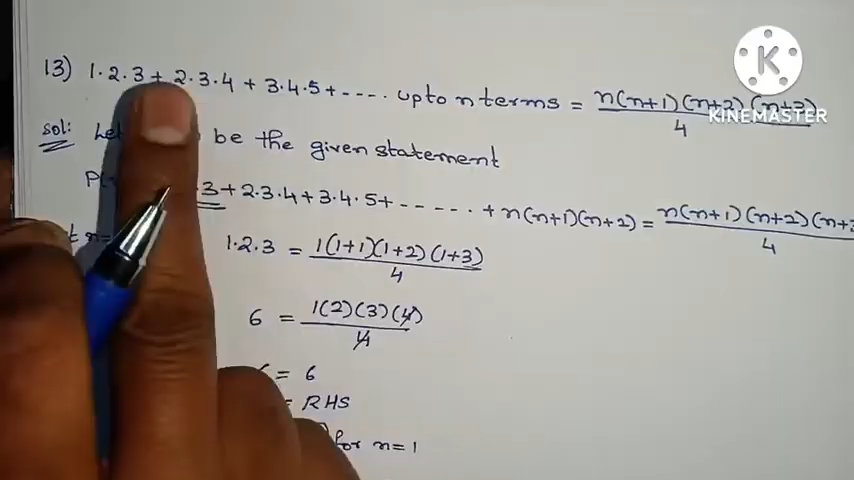 13) 1·2·3 + 2·3·4 + 3·4·5 + ---- upto n terms = n(n+1)(n+2)(n+3)/4
Sol: Let be the given statement
·3 + 2·3·4 + 3·4·5 + ------ + n(n+1)(n+2) = n(n+1)(n+2)(n+3/4
1·2·3 = 1(1+1)(1+2)(1+3)/4
6 = 1(2)(3)(4)/4
= 6
= RHS
for n=1
K
KINEMASTER